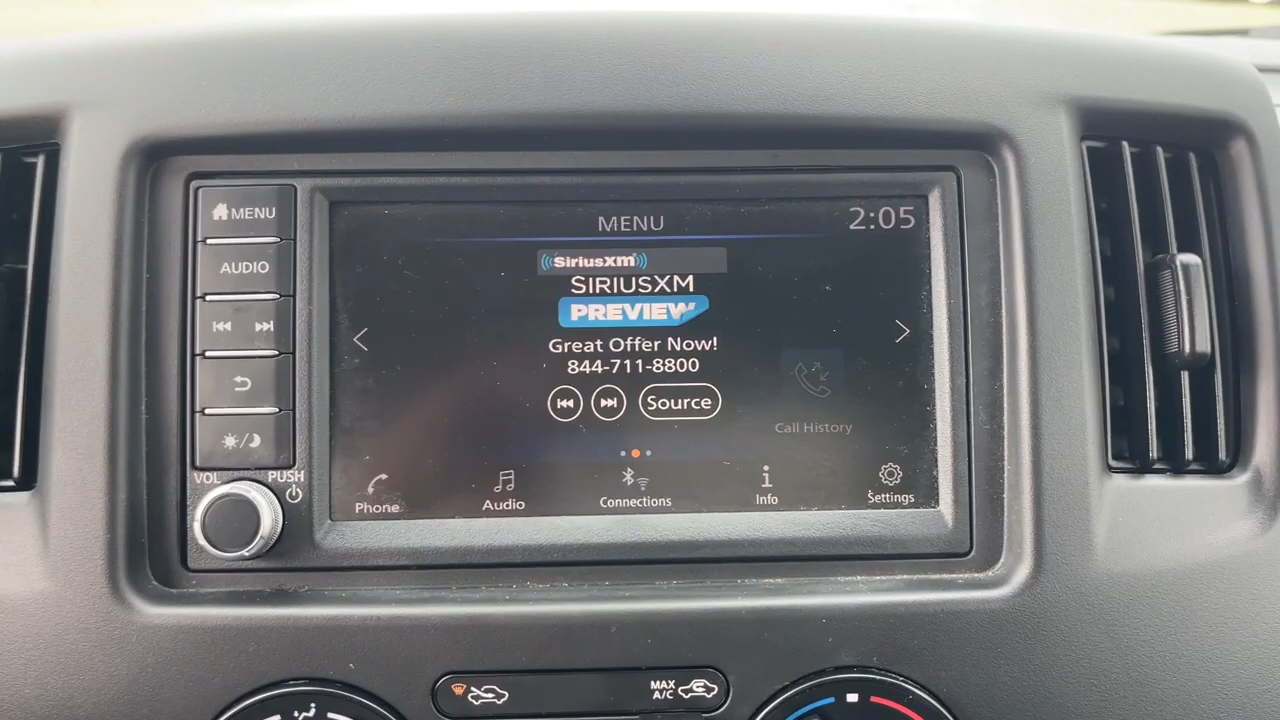 MENU
AUDIO
VOL
PUSH
MENU
2:05
SiriusXM
SIRIUSXM
PREVIEW
Great Offer Now!
844-711-8800
Source
Call History
Phone
Audio
Connections
Info
Settings
MAX
A/C